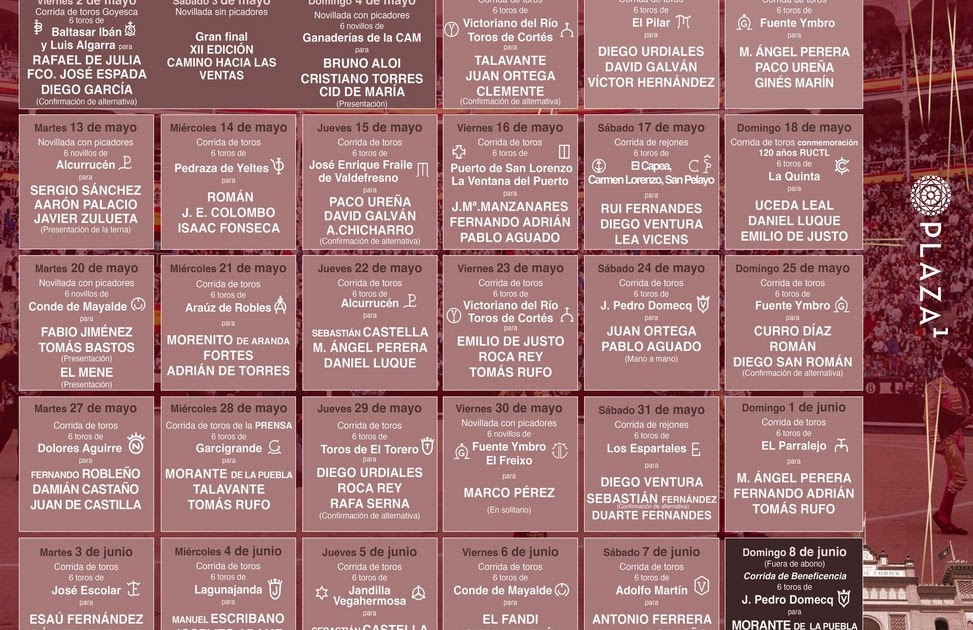 Viernes 2 de mayo
Corrida de toros Goyesca
6 toros de
Baltasar Ibán
y Luis Algarra para
RAFAEL DE JULIA
FCO. JOSÉ ESPADA
DIEGO GARCÍA
(Confirmación de alternativa)
Sábado 3 de mayo
Novillada sin picadores
Gran final
XII EDICIÓN
CAMINO HACIA LAS
VENTAS
Domingo 4 de mayo
Novillada con picadores
6 novillos de
Ganaderías de la CAM
para
BRUNO ALOI
CRISTIANO TORRES
CID DE MARÍA
(Presentación)
Corrida de toros
6 toros de
Victoriano del Río
Toros de Cortés
para
TALAVANTE
JUAN ORTEGA
CLEMENTE
(Confirmación de alternativa)
Corrida de toros
6 toros de
El Pilar
para
DIEGO URDIALES
DAVID GALVÁN
VÍCTOR HERNÁNDEZ
Corrida de toros
6 toros de
Fuente Ymbro
para
M. ÁNGEL PERERA
PACO UREÑA
GINÉS MARÍN
Martes 13 de mayo
Novillada con picadores
6 novillos de
Alcurrucén
para
SERGIO SÁNCHEZ
AARÓN PALACIO
JAVIER ZULUETA
(Presentación de la terna)
Miércoles 14 de mayo
Corrida de toros
6 toros de
Pedraza de Yeltes
para
ROMÁN
J. E. COLOMBO
ISAAC FONSECA
Jueves 15 de mayo
Corrida de toros
6 toros de
José Enrique Fraile
de Valdefresno
para
PACO UREÑA
DAVID GALVÁN
A.CHICHARRO
(Confirmación de alternativa)
Viernes 16 de mayo
Corrida de toros
6 toros de
Puerto de San Lorenzo
La Ventana del Puerto
para
J.Mª.MANZANARES
FERNANDO ADRIÁN
PABLO AGUADO
Sábado 17 de mayo
Corrida de rejones
6 toros de
El Capea,
Carmen Lorenzo, San Pelayo
para
RUI FERNANDES
DIEGO VENTURA
LEA VICENS
Domingo 18 de mayo
Corrida de toros conmemoración
120 años RUCTL
6 toros de
La Quinta
para
UCEDA LEAL
DANIEL LUQUE
EMILIO DE JUSTO
Martes 20 de mayo
Novillada con picadores
6 novillos de
Conde de Mayalde
para
FABIO JIMÉNEZ
TOMÁS BASTOS
(Presentación)
EL MENE
(Presentación)
Miércoles 21 de mayo
Corrida de toros
6 toros de
Araúz de Robles
para
MORENITO DE ARANDA
FORTES
ADRIÁN DE TORRES
Jueves 22 de mayo
Corrida de toros
6 toros de
Alcurrucén
para
SEBASTIÁN CASTELLA
M. ÁNGEL PERERA
DANIEL LUQUE
Viernes 23 de mayo
Corrida de toros
6 toros de
Victoriano del Río
Toros de Cortés
para
EMILIO DE JUSTO
ROCA REY
TOMÁS RUFO
Sábado 24 de mayo
Corrida de toros
6 toros de
J. Pedro Domecq
para
JUAN ORTEGA
PABLO AGUADO
(Mano a mano)
Domingo 25 de mayo
Corrida de toros
6 toros de
Fuente Ymbro
para
CURRO DÍAZ
ROMÁN
DIEGO SAN ROMÁN
(Confirmación de alternativa)
Martes 27 de mayo
Corrida de toros
6 toros de
Dolores Aguirre
para
FERNANDO ROBLEÑO
DAMIÁN CASTAÑO
JUAN DE CASTILLA
Miércoles 28 de mayo
Corrida de toros de la PRENSA
6 toros de
Garcigrande
para
MORANTE DE LA PUEBLA
TALAVANTE
TOMÁS RUFO
Jueves 29 de mayo
Corrida de toros
6 toros de
Toros de El Torero
para
DIEGO URDIALES
ROCA REY
RAFA SERNA
(Confirmación de alternativa)
Viernes 30 de mayo
Novillada con picadores
6 novillos de
Fuente Ymbro
El Freixo
para
MARCO PÉREZ
(En solitario)
Sábado 31 de mayo
Corrida de rejones
6 toros de
Los Espartales
para
DIEGO VENTURA
SEBASTIÁN FERNÁNDEZ
(Confirmación de alternativa)
DUARTE FERNANDES
Domingo 1 de junio
Corrida de toros
6 toros de
EL Parralejo
para
M. ÁNGEL PERERA
FERNANDO ADRIÁN
TOMÁS RUFO
Martes 3 de junio
Corrida de toros
6 toros de
José Escolar
para
ESAÚ FERNÁNDEZ
Miércoles 4 de junio
Corrida de toros
6 toros de
Lagunajanda
para
MANUEL ESCRIBANO
Jueves 5 de junio
Corrida de toros
6 toros de
Jandilla
Vegahermosa
para
SEBASTIÁN CASTELLA
Viernes 6 de junio
Corrida de toros
6 toros de
Conde de Mayalde
para
EL FANDI
Sábado 7 de junio
Corrida de toros
6 toros de
Adolfo Martín
para
ANTONIO FERRERA
Domingo 8 de junio
(Fuera de abono)
Corrida de Beneficencia
6 toros de
J. Pedro Domecq
para
MORANTE DE LA PUEBLA
PLAZA 1